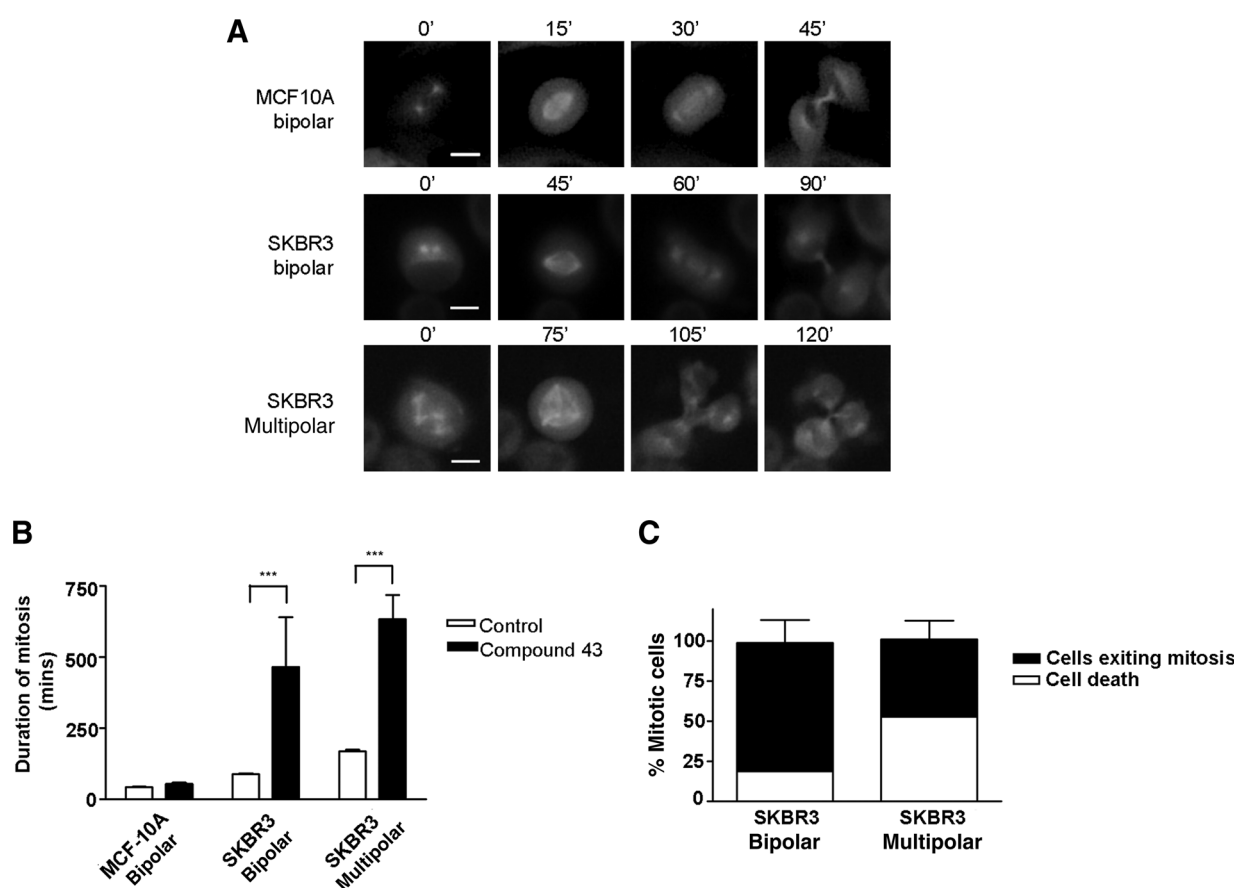 A
0' 15' 30' 45'
MCF10A
bipolar
0' 45' 60' 90'
SKBR3
bipolar
0' 75' 105' 120'
SKBR3
Multipolar
B
Duration of mitosis
(mins)
750
500
250
0
***
***
Control
Compound 43
MCF-10A
Bipolar
SKBR3
Bipolar
SKBR3
Multipolar
C
% Mitotic cells
100
75
50
25
0
Cells exiting mitosis
Cell death
SKBR3
Bipolar
SKBR3
Multipolar